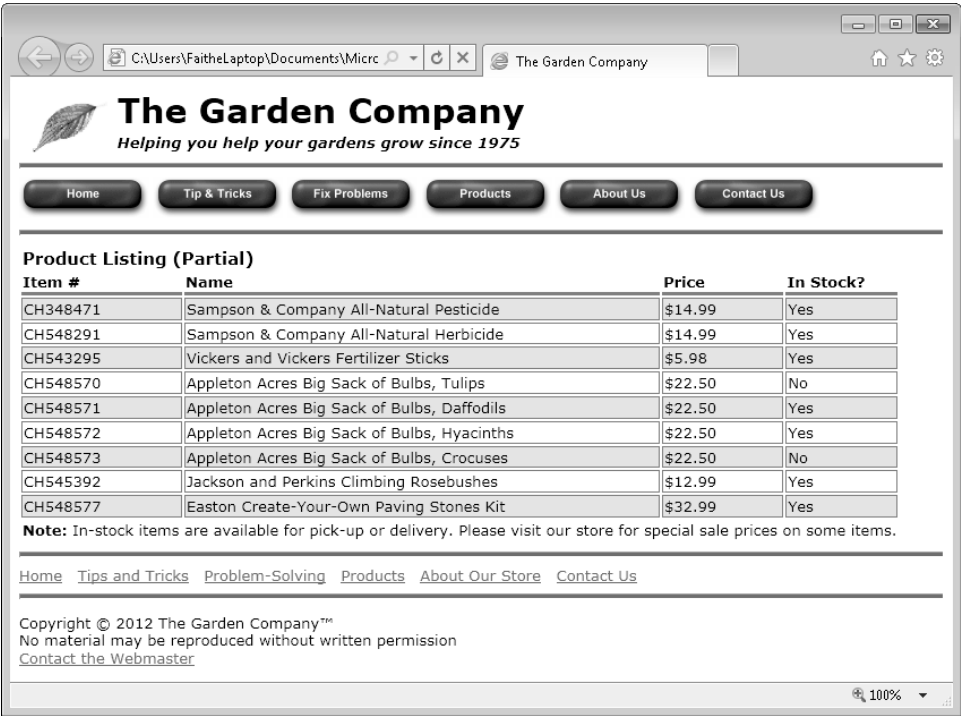 C:\Users\FaitheLaptop\Documents\Micrc
The Garden Company
The Garden Company
Helping you help your gardens grow since 1975
Home Tip & Tricks Fix Problems Products About Us Contact Us
Product Listing (Partial)
Item # Name Price In Stock?
CH348471 Sampson & Company All-Natural Pesticide $14.99 Yes
CH548291 Sampson & Company All-Natural Herbicide $14.99 Yes
CH543295 Vickers and Vickers Fertilizer Sticks $5.98 Yes
CH548570 Appleton Acres Big Sack of Bulbs, Tulips $22.50 No
CH548571 Appleton Acres Big Sack of Bulbs, Daffodils $22.50 Yes
CH548572 Appleton Acres Big Sack of Bulbs, Hyacinths $22.50 Yes
CH548573 Appleton Acres Big Sack of Bulbs, Crocuses $22.50 No
CH545392 Jackson and Perkins Climbing Rosebushes $12.99 Yes
CH548577 Easton Create-Your-Own Paving Stones Kit $32.99 Yes
Note: In-stock items are available for pick-up or delivery. Please visit our store for special sale prices on some items.
Home Tips and Tricks Problem-Solving Products About Our Store Contact Us
Copyright © 2012 The Garden Company™
No material may be reproduced without written permission
Contact the Webmaster
100%